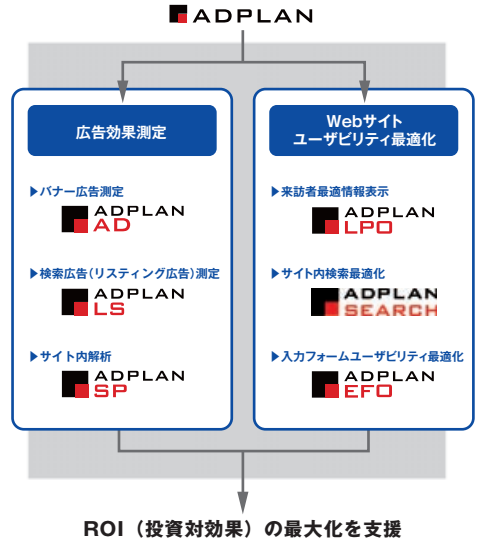 ADPLAN
広告効果測定
▶バナー広告測定
ADPLAN
AD
▶検索広告(リスティング広告)測定
ADPLAN
LS
▶サイト内解析
ADPLAN
SP
Webサイト
ユーザビリティ最適化
▶来訪者最適情報表示
ADPLAN
LPO
▶サイト内検索最適化
ADPLAN
SEARCH
▶入力フォームユーザビリティ最適化
ADPLAN
EFO
ROI（投資対効果）の最大化を支援